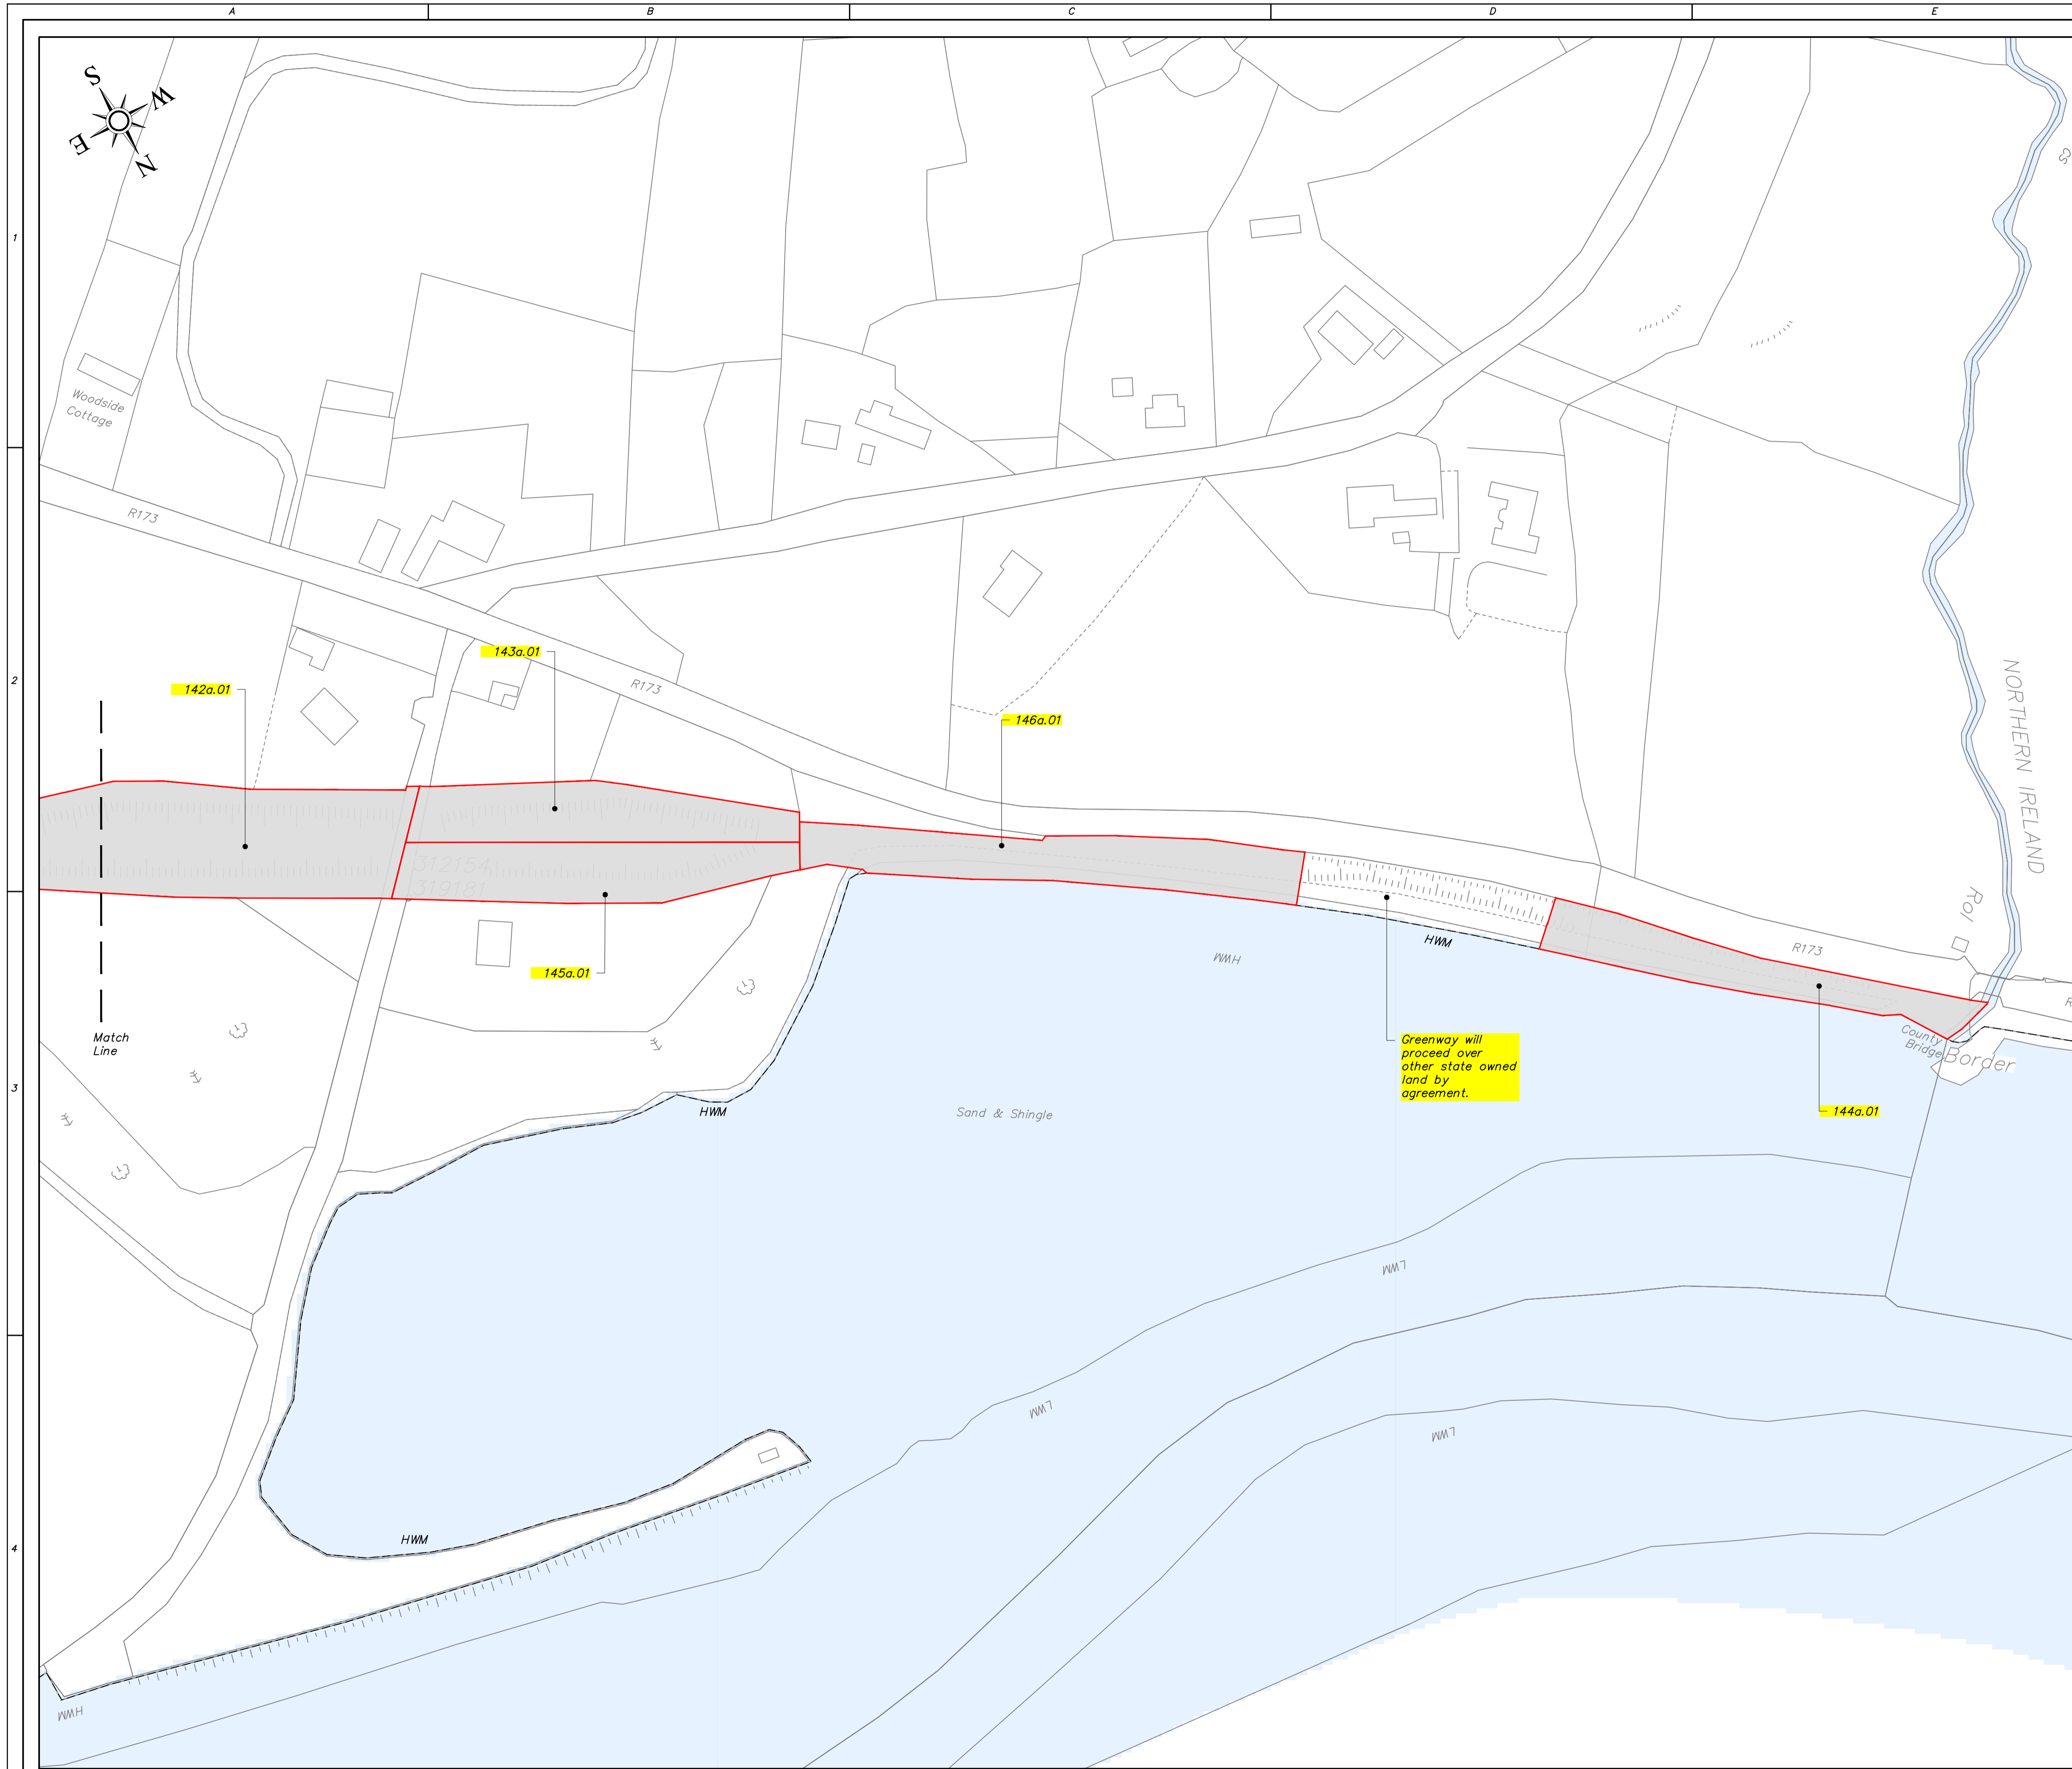 A
B
C
D
E
1
2
3
4
S
W
E
N
Woodside
Cottage
R173
142a.01
143a.01
R173
146a.01
312154
319181
145a.01
Match
Line
HWM
HWM
Greenway will
proceed over
other state owned
land by
agreement.
R173
RoI
NORTHERN IRELAND
County
Bridge
Border
144a.01
HWM
Sand & Shingle
LWM
LWM
LWM
HWM
HWM
CS